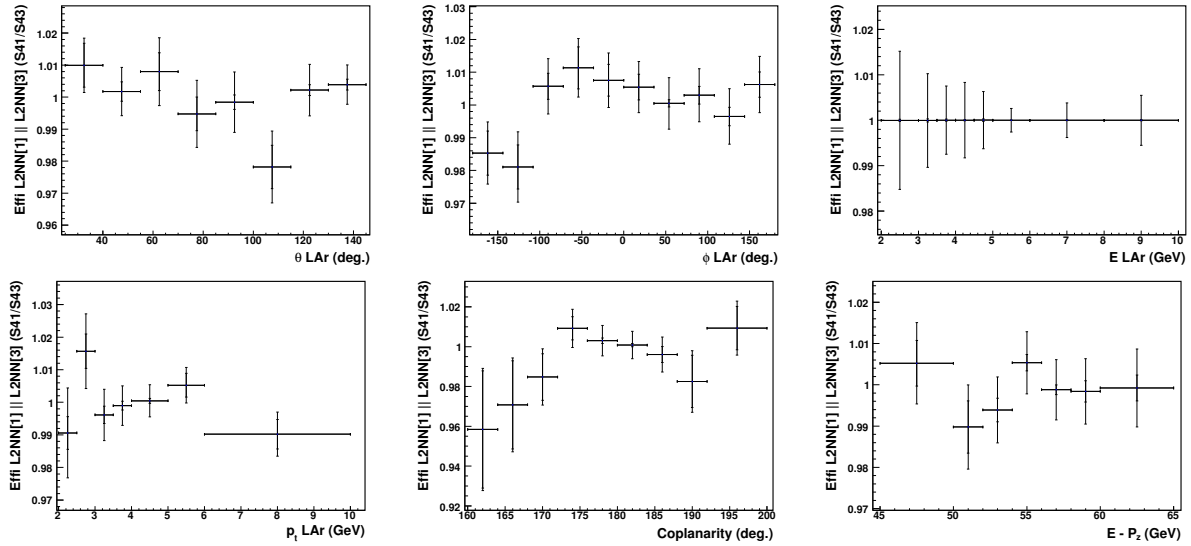 Effi L2NN[1] || L2NN[3] (S41/S43)
1.02
1.01
1
0.99
0.98
0.97
0.96
40 60 80 100 120 140
θ LAr (deg.)
Effi L2NN[1] || L2NN[3] (S41/S43)
1.03
1.02
1.01
1
0.99
0.98
0.97
-150 -100 -50 0 50 100 150
ϕ LAr (deg.)
Effi L2NN[1] || L2NN[3] (S41/S43)
1.02
1.01
1
0.99
0.98
2 3 4 5 6 7 8 9 10
E LAr (GeV)
Effi L2NN[1] || L2NN[3] (S41/S43)
1.03
1.02
1.01
1
0.99
0.98
0.97
2 3 4 5 6 7 8 9 10
pt LAr (GeV)
Effi L2NN[1] || L2NN[3] (S41/S43)
1.02
1
0.98
0.96
0.94
0.92
160 165 170 175 180 185 190 195 200
Coplanarity (deg.)
Effi L2NN[1] || L2NN[3] (S41/S43)
1.02
1.01
1
0.99
0.98
0.97
45 50 55 60 65
E - Pz (GeV)